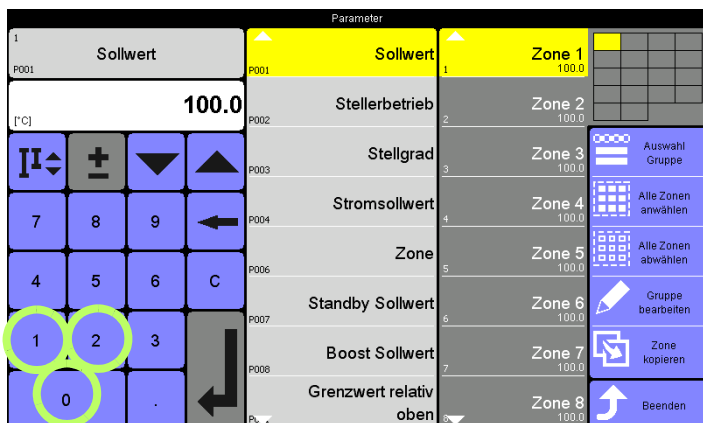 Parameter
1
Sollwert
P001
100.0
[°C]
7
8
9
4
5
6
C
1
2
3
0
.
Sollwert
P001
Stellerbetrieb
P002
Stellgrad
P003
Stromsollwert
P004
Zone
P006
Standby Sollwert
P007
Boost Sollwert
P008
Grenzwert relativ
oben
Zone 1
1
100.0
Zone 2
2
100.0
Zone 3
3
100.0
Zone 4
4
100.0
Zone 5
5
100.0
Zone 6
6
100.0
Zone 7
7
100.0
Zone 8
8
100.0
Auswahl
Gruppe
Alle Zonen
anwählen
Alle Zonen
abwählen
Gruppe
bearbeiten
Zone
kopieren
Beenden